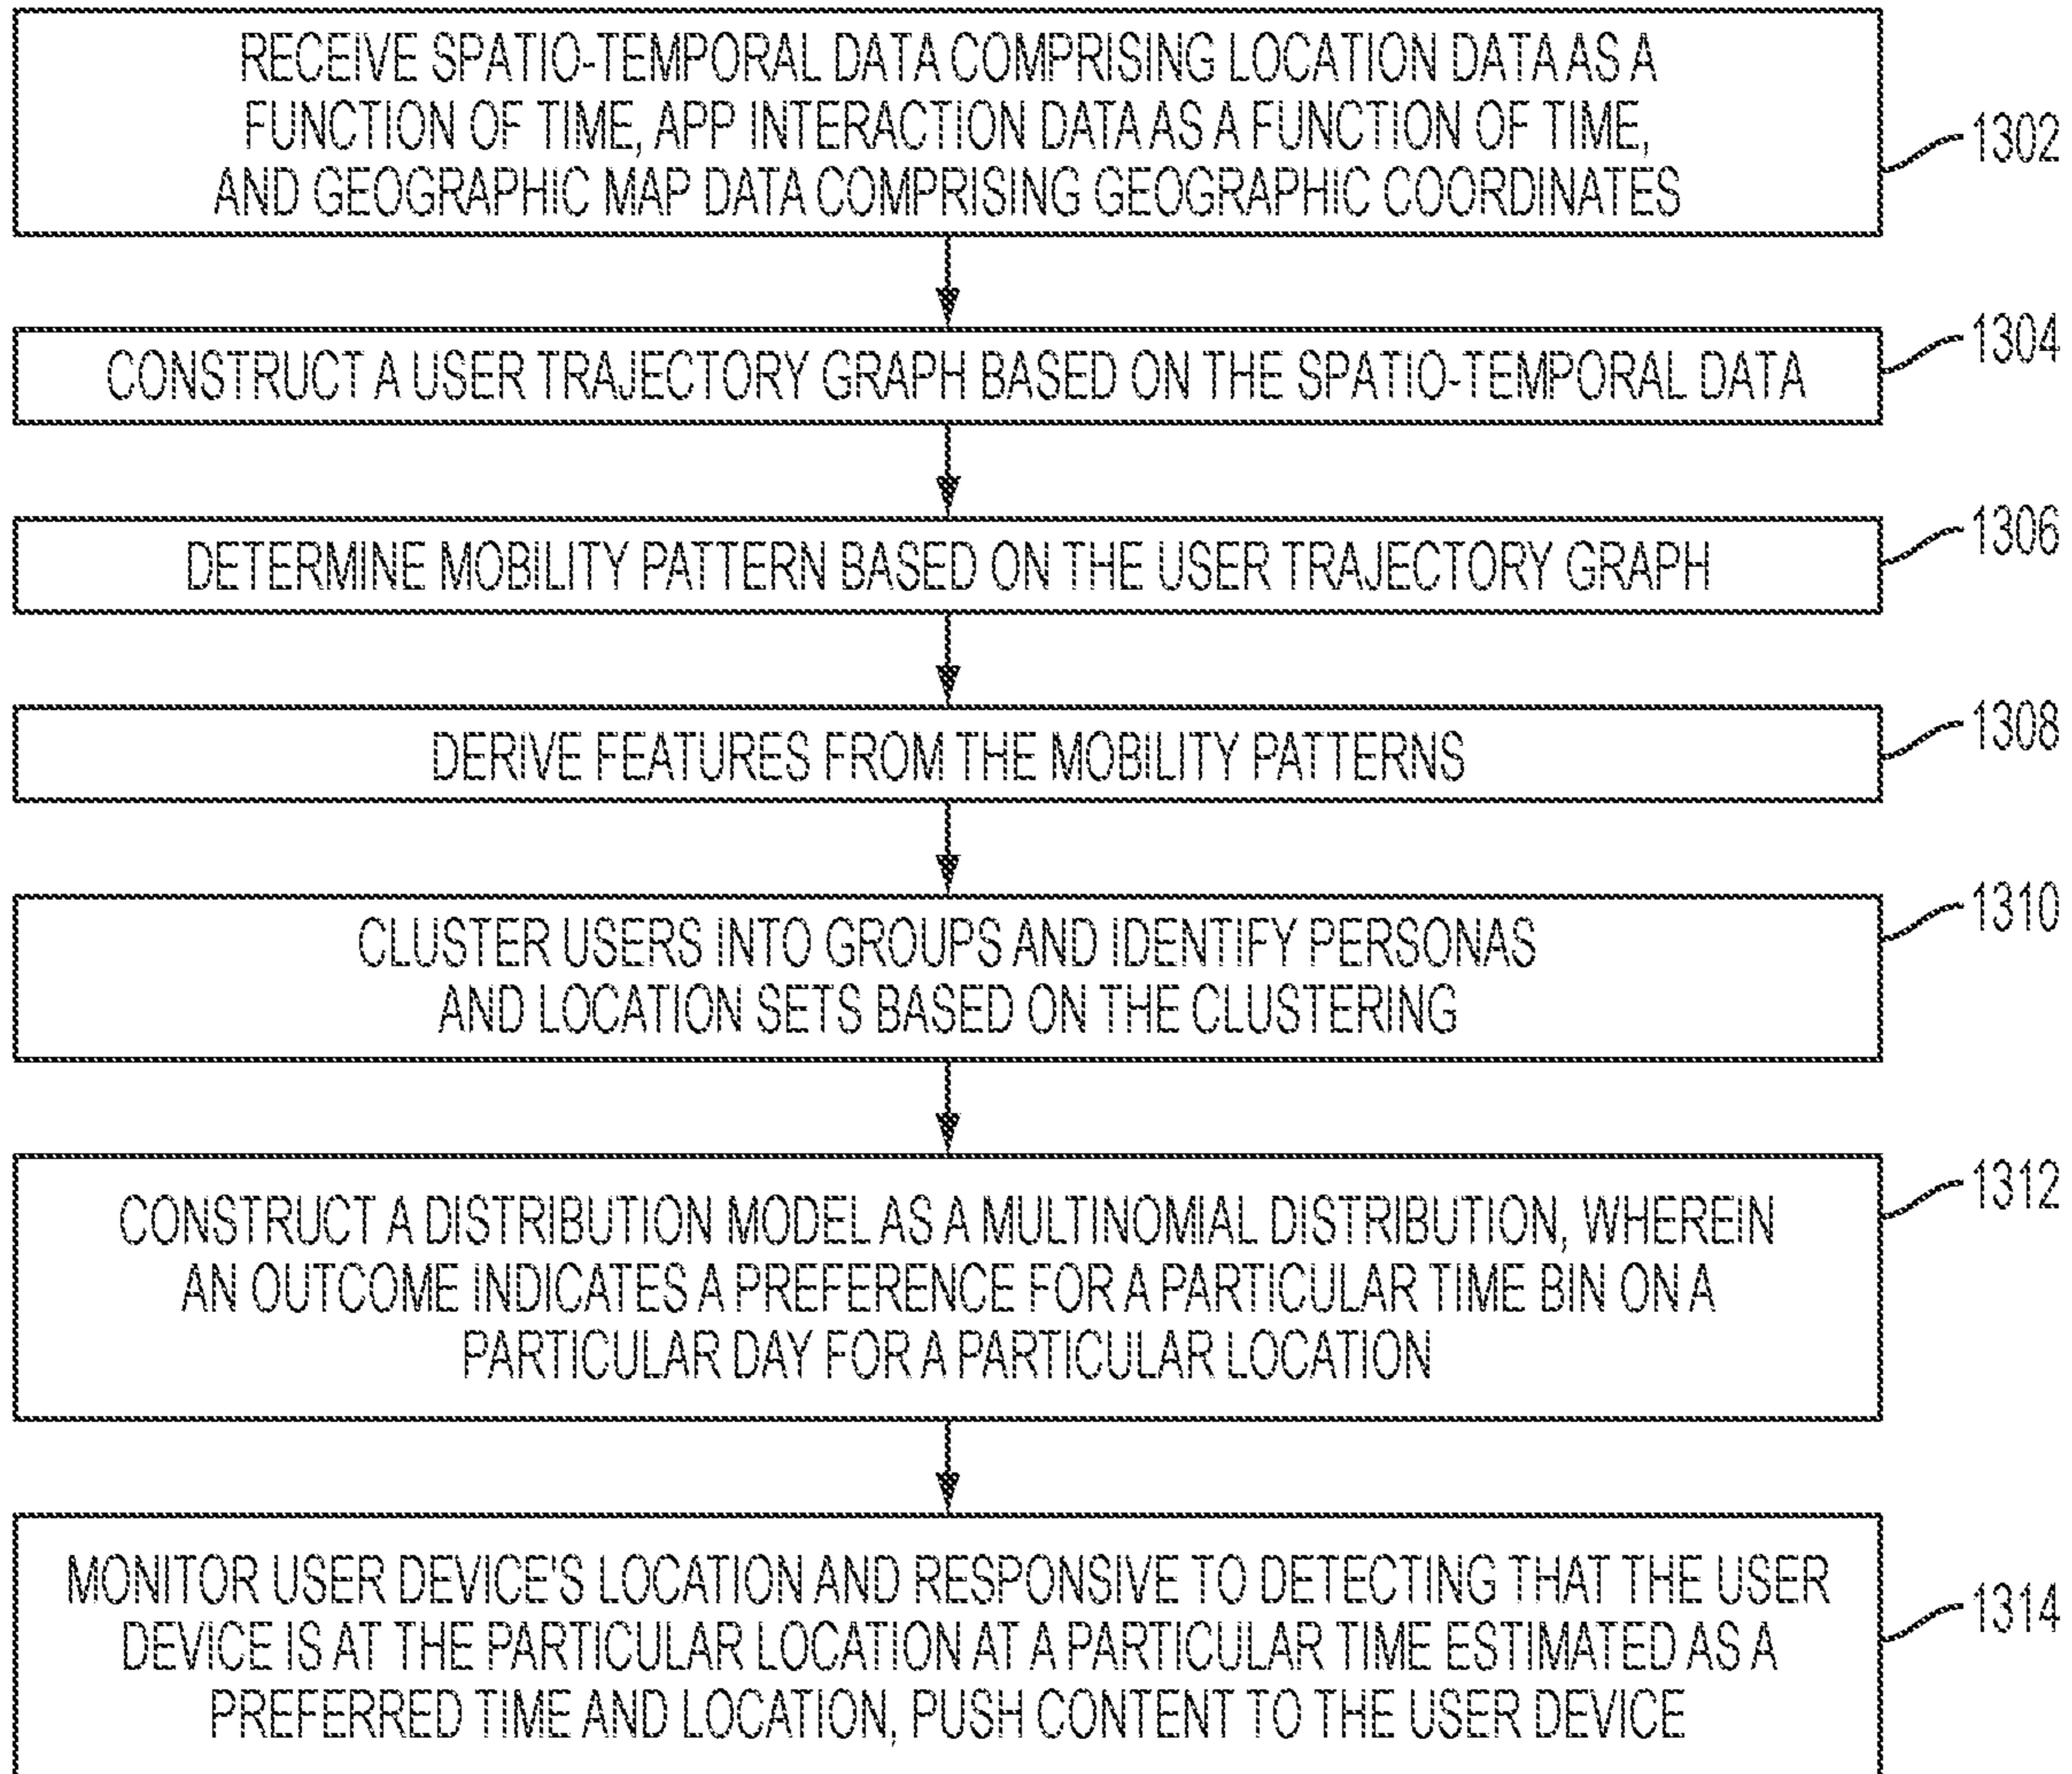 RECEIVE SPATIO-TEMPORAL DATA COMPRISING LOCATION DATA AS A
FUNCTION OF TIME, APP INTERACTION DATA AS A FUNCTION OF TIME,
AND GEOGRAPHIC MAP DATA COMPRISING GEOGRAPHIC COORDINATES
1302
CONSTRUCT A USER TRAJECTORY GRAPH BASED ON THE SPATIO-TEMPORAL DATA
1304
DETERMINE MOBILITY PATTERN BASED ON THE USER TRAJECTORY GRAPH
1306
DERIVE FEATURES FROM THE MOBILITY PATTERNS
1308
CLUSTER USERS INTO GROUPS AND IDENTIFY PERSONAS
AND LOCATION SETS BASED ON THE CLUSTERING
1310
CONSTRUCT A DISTRIBUTION MODEL AS A MULTINOMIAL DISTRIBUTION, WHEREIN
AN OUTCOME INDICATES A PREFERENCE FOR A PARTICULAR TIME BIN ON A
PARTICULAR DAY FOR A PARTICULAR LOCATION
1312
MONITOR USER DEVICE'S LOCATION AND RESPONSIVE TO DETECTING THAT THE USER
DEVICE IS AT THE PARTICULAR LOCATION AT A PARTICULAR TIME ESTIMATED AS A
PREFERRED TIME AND LOCATION, PUSH CONTENT TO THE USER DEVICE
1314